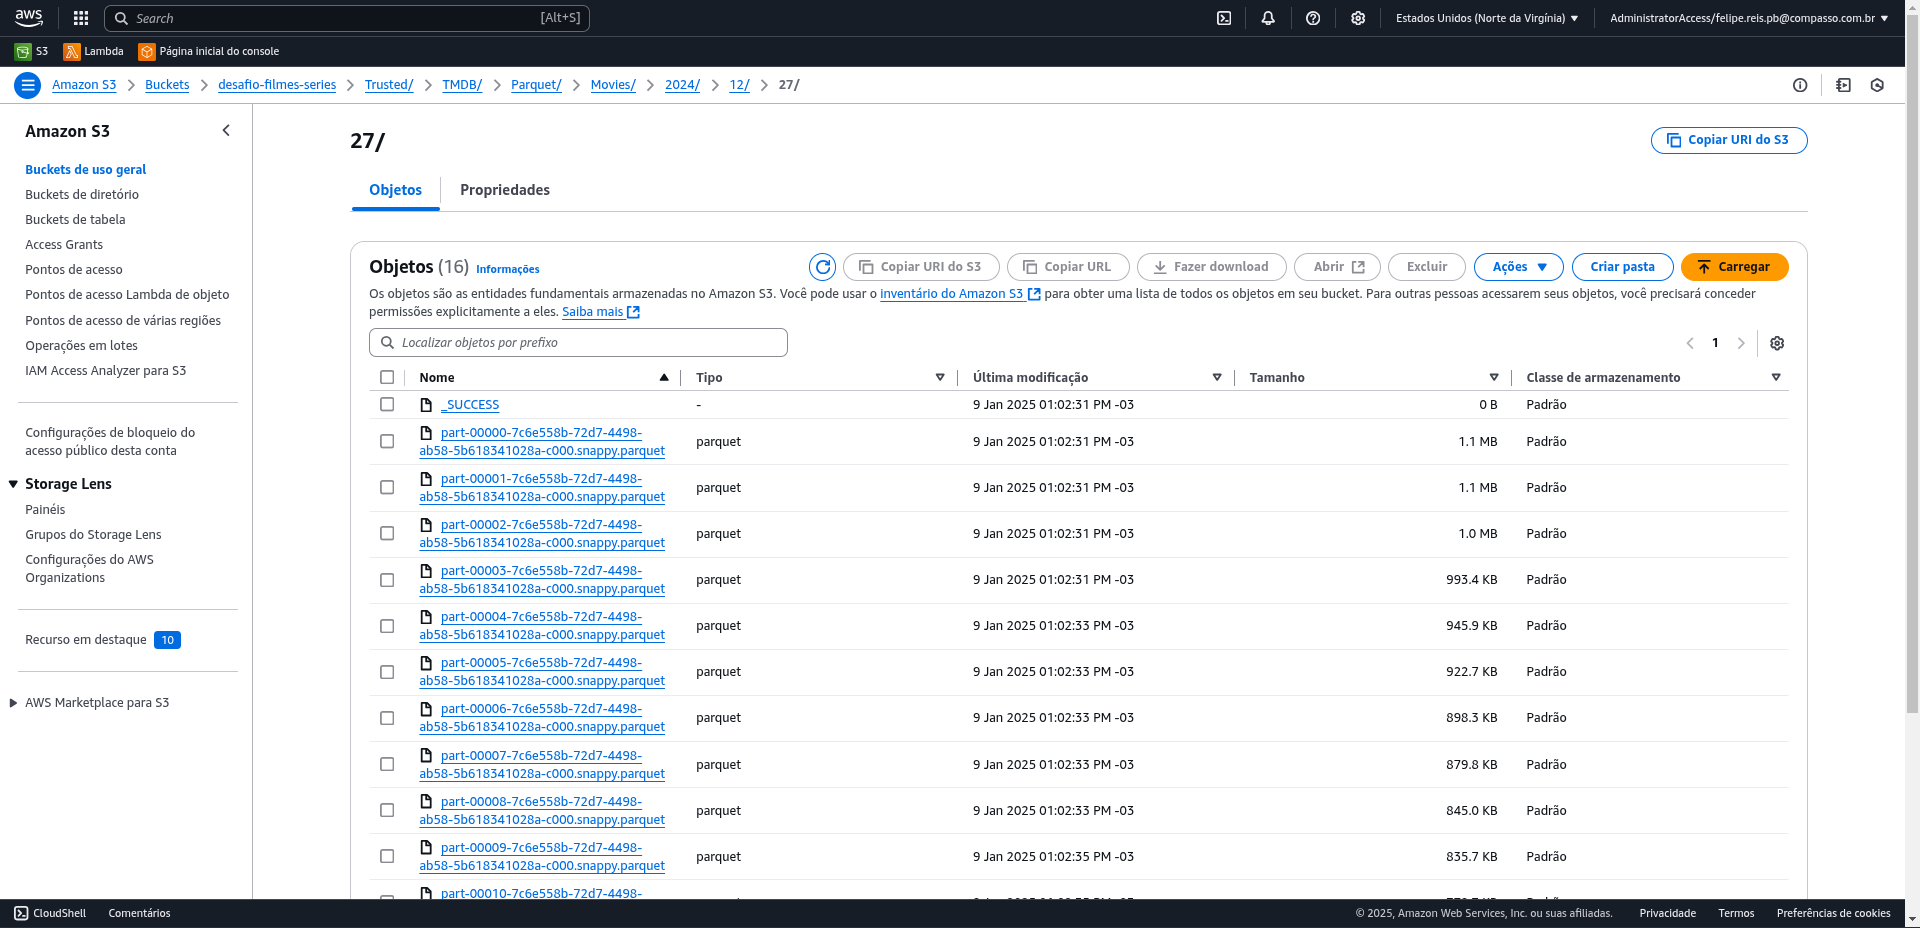 aws
Search
[Alt+S]
Estados Unidos (Norte da Virgínia)
AdministratorAccess/felipe.reis.pb@compasso.com.br
S3
Lambda
Página inicial do console
Amazon S3
Buckets
desafio-filmes-series
Trusted/
TMDB/
Parquet/
Movies/
2024/
12/
27/
Amazon S3
Buckets de uso geral
Buckets de diretório
Buckets de tabela
Access Grants
Pontos de acesso
Pontos de acesso Lambda de objeto
Pontos de acesso de várias regiões
Operações em lotes
IAM Access Analyzer para S3
Configurações de bloqueio do
acesso público desta conta
Storage Lens
Painéis
Grupos do Storage Lens
Configurações do AWS
Organizations
Recurso em destaque 10
AWS Marketplace para S3
27/
Copiar URI do S3
Objetos
Propriedades
Objetos (16) Informações
Copiar URI do S3
Copiar URL
Fazer download
Abrir
Excluir
Ações
Criar pasta
Carregar
Os objetos são as entidades fundamentais armazenadas no Amazon S3. Você pode usar o inventário do Amazon S3 para obter uma lista de todos os objetos em seu bucket. Para outras pessoas acessarem seus objetos, você precisará conceder
permissões explicitamente a eles. Saiba mais
Localizar objetos por prefixo
1
Nome Tipo Última modificação Tamanho Classe de armazenamento
_SUCCESS - 9 Jan 2025 01:02:31 PM -03 0 B Padrão
part-00000-7c6e558b-72d7-4498-
ab58-5b618341028a-c000.snappy.parquet
parquet 9 Jan 2025 01:02:31 PM -03 1.1 MB Padrão
part-00001-7c6e558b-72d7-4498-
ab58-5b618341028a-c000.snappy.parquet
parquet 9 Jan 2025 01:02:31 PM -03 1.1 MB Padrão
part-00002-7c6e558b-72d7-4498-
ab58-5b618341028a-c000.snappy.parquet
parquet 9 Jan 2025 01:02:31 PM -03 1.0 MB Padrão
part-00003-7c6e558b-72d7-4498-
ab58-5b618341028a-c000.snappy.parquet
parquet 9 Jan 2025 01:02:31 PM -03 993.4 KB Padrão
part-00004-7c6e558b-72d7-4498-
ab58-5b618341028a-c000.snappy.parquet
parquet 9 Jan 2025 01:02:33 PM -03 945.9 KB Padrão
part-00005-7c6e558b-72d7-4498-
ab58-5b618341028a-c000.snappy.parquet
parquet 9 Jan 2025 01:02:33 PM -03 922.7 KB Padrão
part-00006-7c6e558b-72d7-4498-
ab58-5b618341028a-c000.snappy.parquet
parquet 9 Jan 2025 01:02:33 PM -03 898.3 KB Padrão
part-00007-7c6e558b-72d7-4498-
ab58-5b618341028a-c000.snappy.parquet
parquet 9 Jan 2025 01:02:33 PM -03 879.8 KB Padrão
part-00008-7c6e558b-72d7-4498-
ab58-5b618341028a-c000.snappy.parquet
parquet 9 Jan 2025 01:02:33 PM -03 845.0 KB Padrão
part-00009-7c6e558b-72d7-4498-
ab58-5b618341028a-c000.snappy.parquet
parquet 9 Jan 2025 01:02:35 PM -03 835.7 KB Padrão
part-00010-7c6e558b-72d7-4498-
CloudShell
Comentários
© 2025, Amazon Web Services, Inc. ou suas afiliadas.
Privacidade
Termos
Preferências de cookies